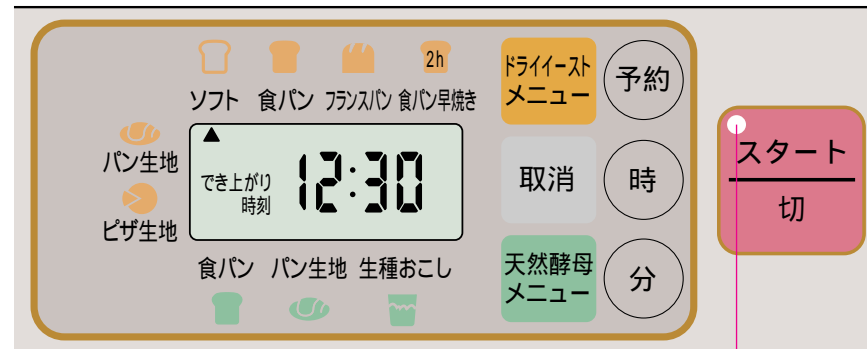 2h
ソフト 食パン フランスパン 食パン早焼き
パン生地
ピザ生地
でき上がり
時刻
12:30
食パン パン生地 生種おこし
ドライイースト
メニュー
予約
取消
時
天然酵母
メニュー
分
スタート
切